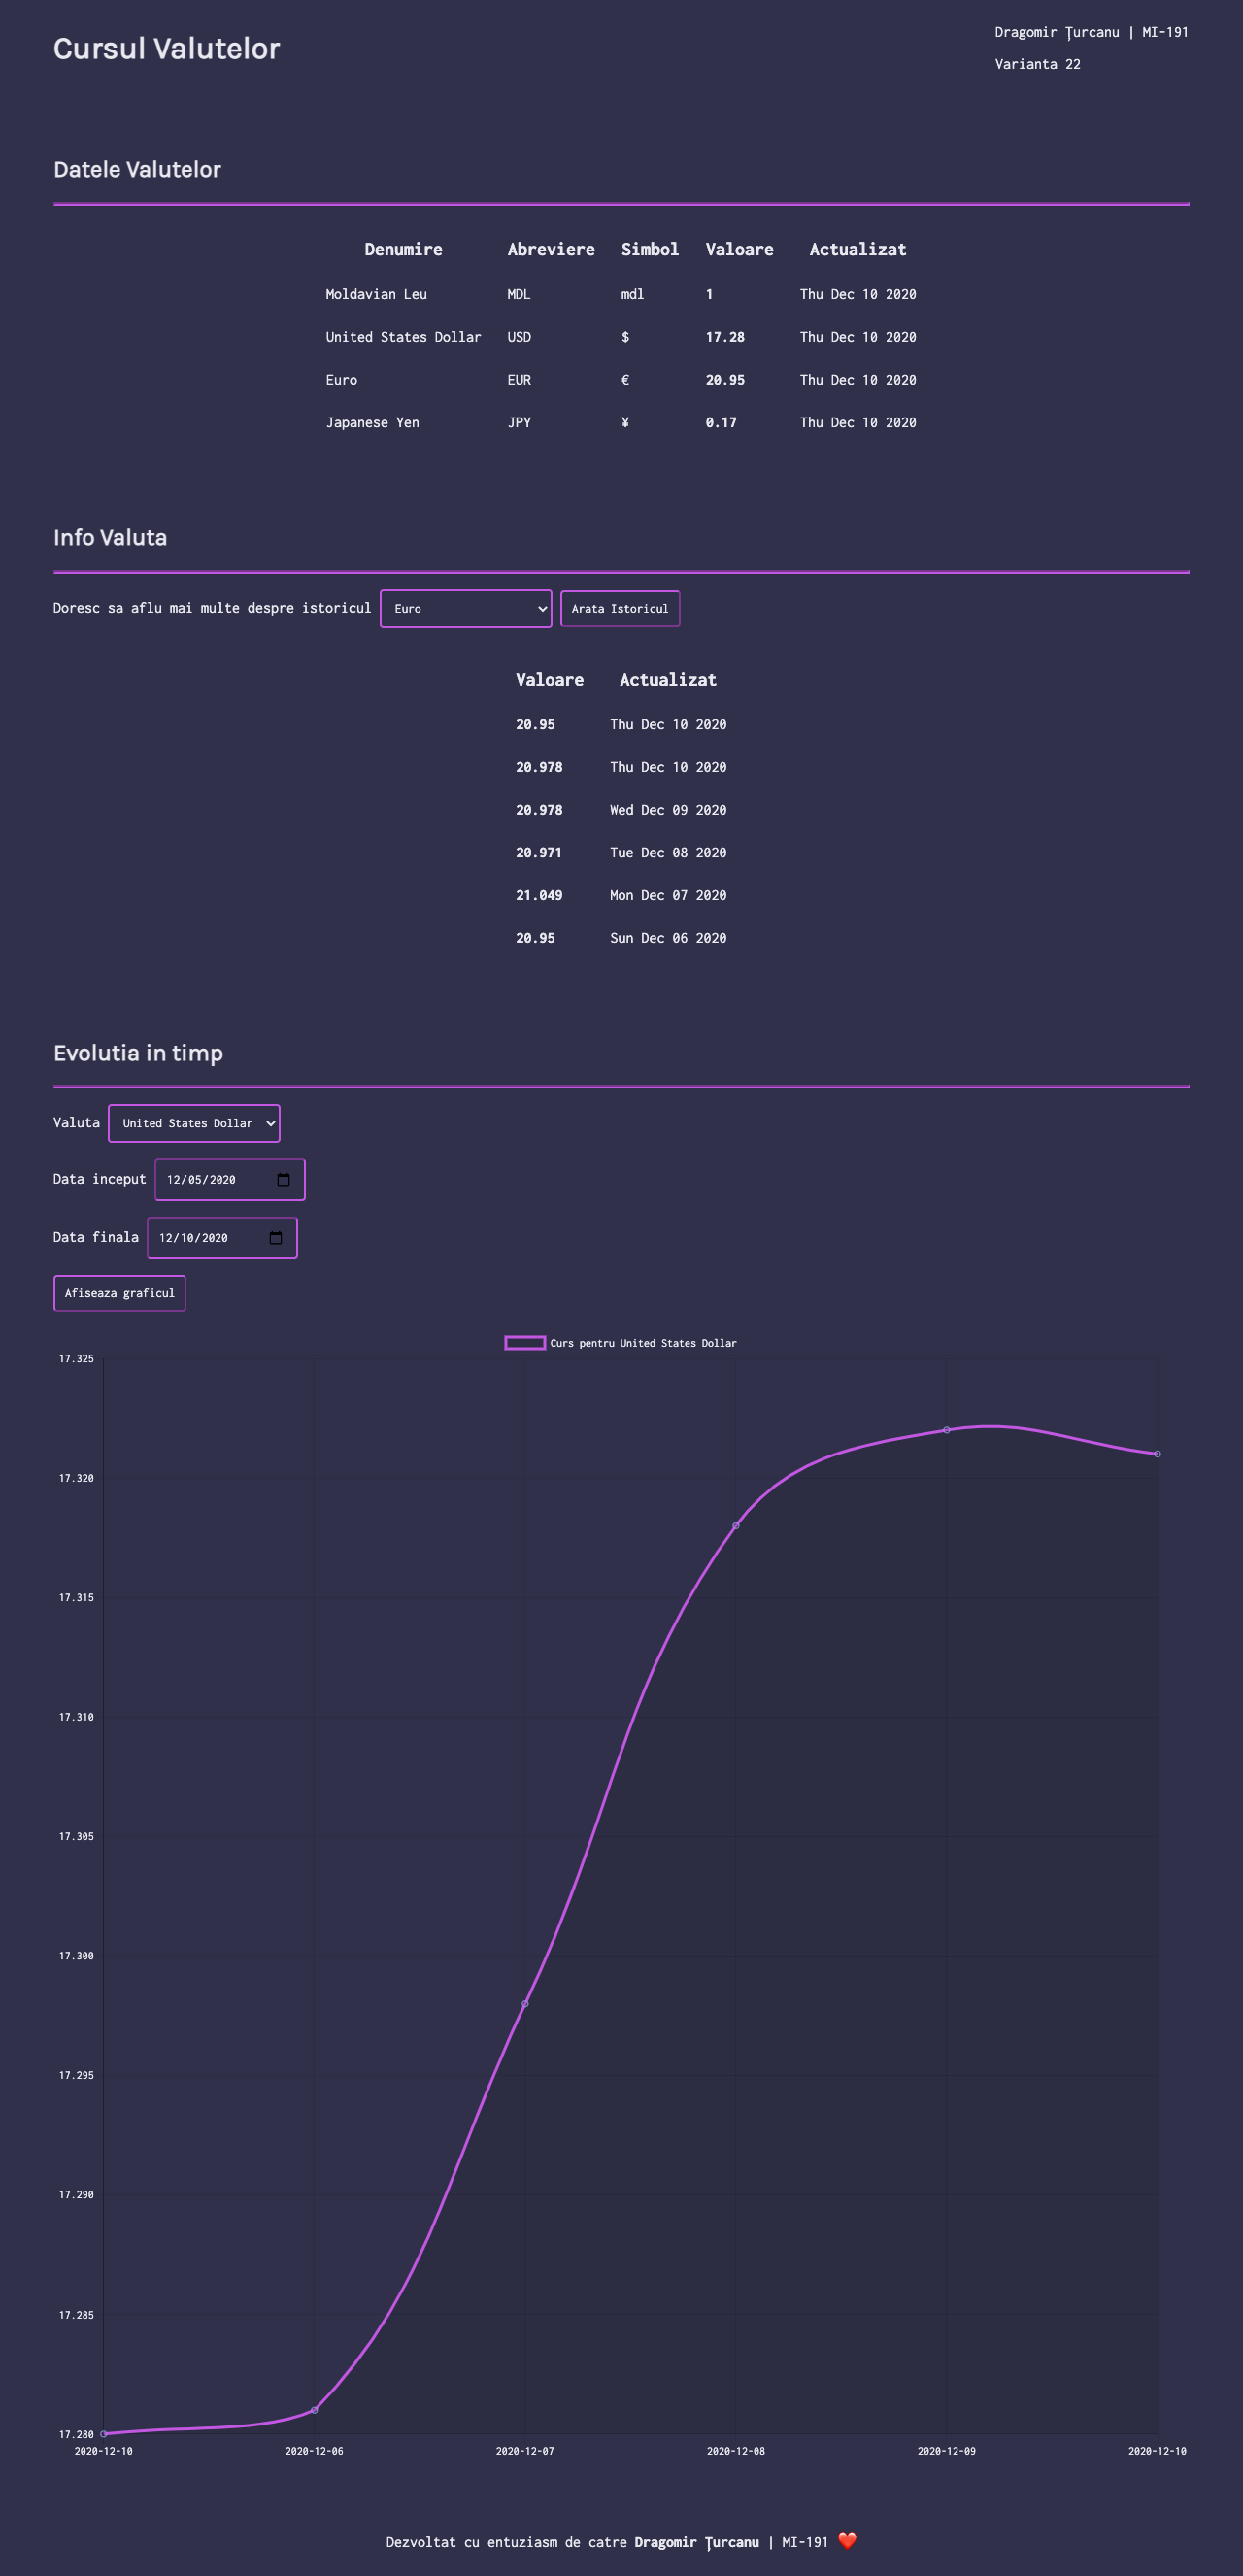 Cursul Valutelor
Dragomir Țurcanu | MI-191
Varianta 22
Datele Valutelor
Denumire Abreviere Simbol Valoare Actualizat
Moldavian Leu MDL mdl 1 Thu Dec 10 2020
United States Dollar USD $ 17.28 Thu Dec 10 2020
Euro EUR € 20.95 Thu Dec 10 2020
Japanese Yen JPY ¥ 0.17 Thu Dec 10 2020
Info Valuta
Doresc sa aflu mai multe despre istoricul Euro Arata Istoricul
Valoare Actualizat
20.95 Thu Dec 10 2020
20.978 Thu Dec 10 2020
20.978 Wed Dec 09 2020
20.971 Tue Dec 08 2020
21.049 Mon Dec 07 2020
20.95 Sun Dec 06 2020
Evolutia in timp
Valuta United States Dollar
Data inceput 12/05/2020
Data finala 12/10/2020
Afiseaza graficul
Curs pentru United States Dollar
17.325
17.320
17.315
17.310
17.305
17.300
17.295
17.290
17.285
17.280
2020-12-10 2020-12-06 2020-12-07 2020-12-08 2020-12-09 2020-12-10
Dezvoltat cu entuziasm de catre Dragomir Țurcanu | MI-191 ❤️